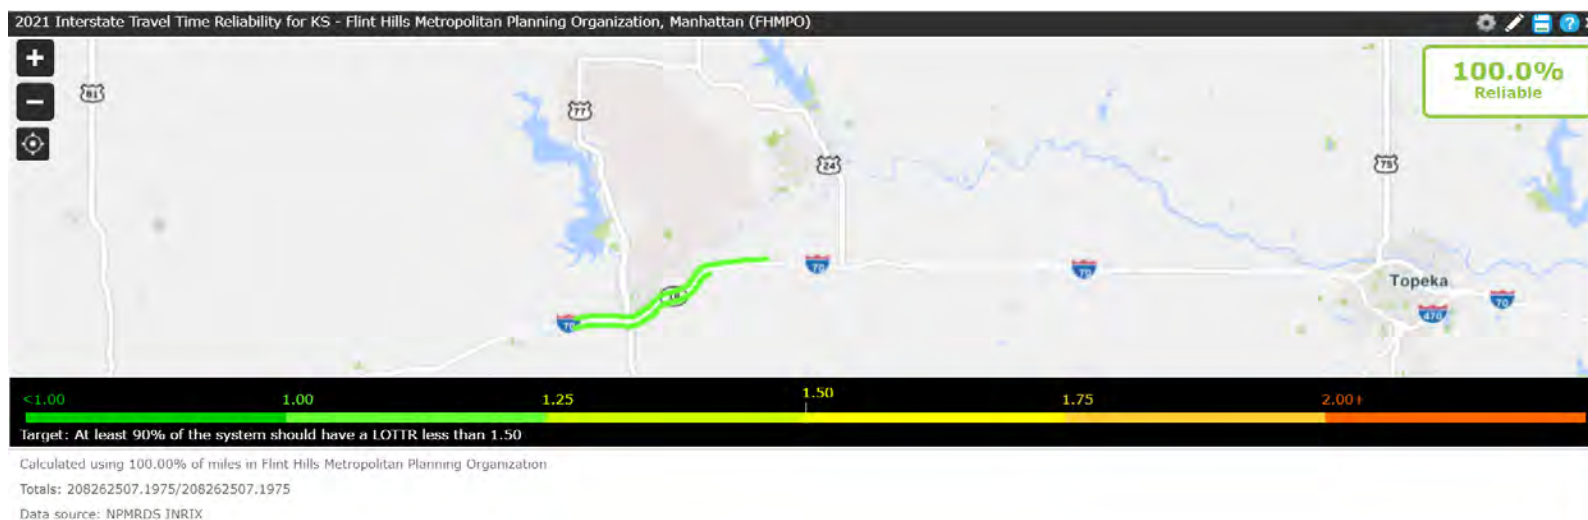 2021 Interstate Travel Time Reliability for KS - Flint Hills Metropolitan Planning Organization, Manhattan (FHMPO)
+
−
81
77
24
75
100.0%
Reliable
70
70
18
70
Topeka
70
470
<1.00 1.00 1.25 1.50 1.75 2.00+
Target: At least 90% of the system should have a LOTTR less than 1.50
Calculated using 100.00% of miles in Flint Hills Metropolitan Planning Organization
Totals: 208262507.1975/208262507.1975
Data source: NPMRDS INRIX